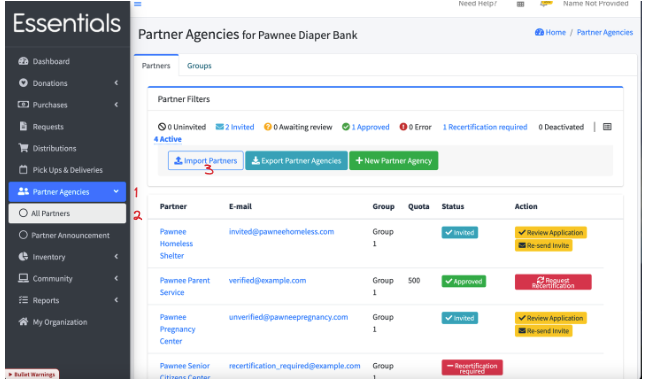 Need Help?
Name Not Provided
Essentials
Partner Agencies for Pawnee Diaper Bank
Home / Partner Agencies
Dashboard
Donations
Purchases
Requests
Distributions
Pick Ups & Deliveries
Partner Agencies
1
All Partners
2
Partner Announcement
Inventory
Community
Reports
My Organization
Bullet Warnings
Partners Groups
Partner Filters
0 Uninvited 2 Invited 0 Awaiting review 1 Approved 0 Error 1 Recertification required 0 Deactivated |
4 Active
Import Partners Export Partner Agencies New Partner Agency
3
Partner E-mail Group Quota Status Action
Pawnee Homeless Shelter invited@pawneehomeless.com Group 1 Invited Review Application
Re-send Invite
Pawnee Parent Service verified@example.com Group 1 500 Approved Request Recertification
Pawnee Pregnancy Center unverified@pawneepregnancy.com Group 1 Invited Review Application
Re-send Invite
Pawnee Senior Citizens Center recertification_required@example.com Group 1 Recertification required